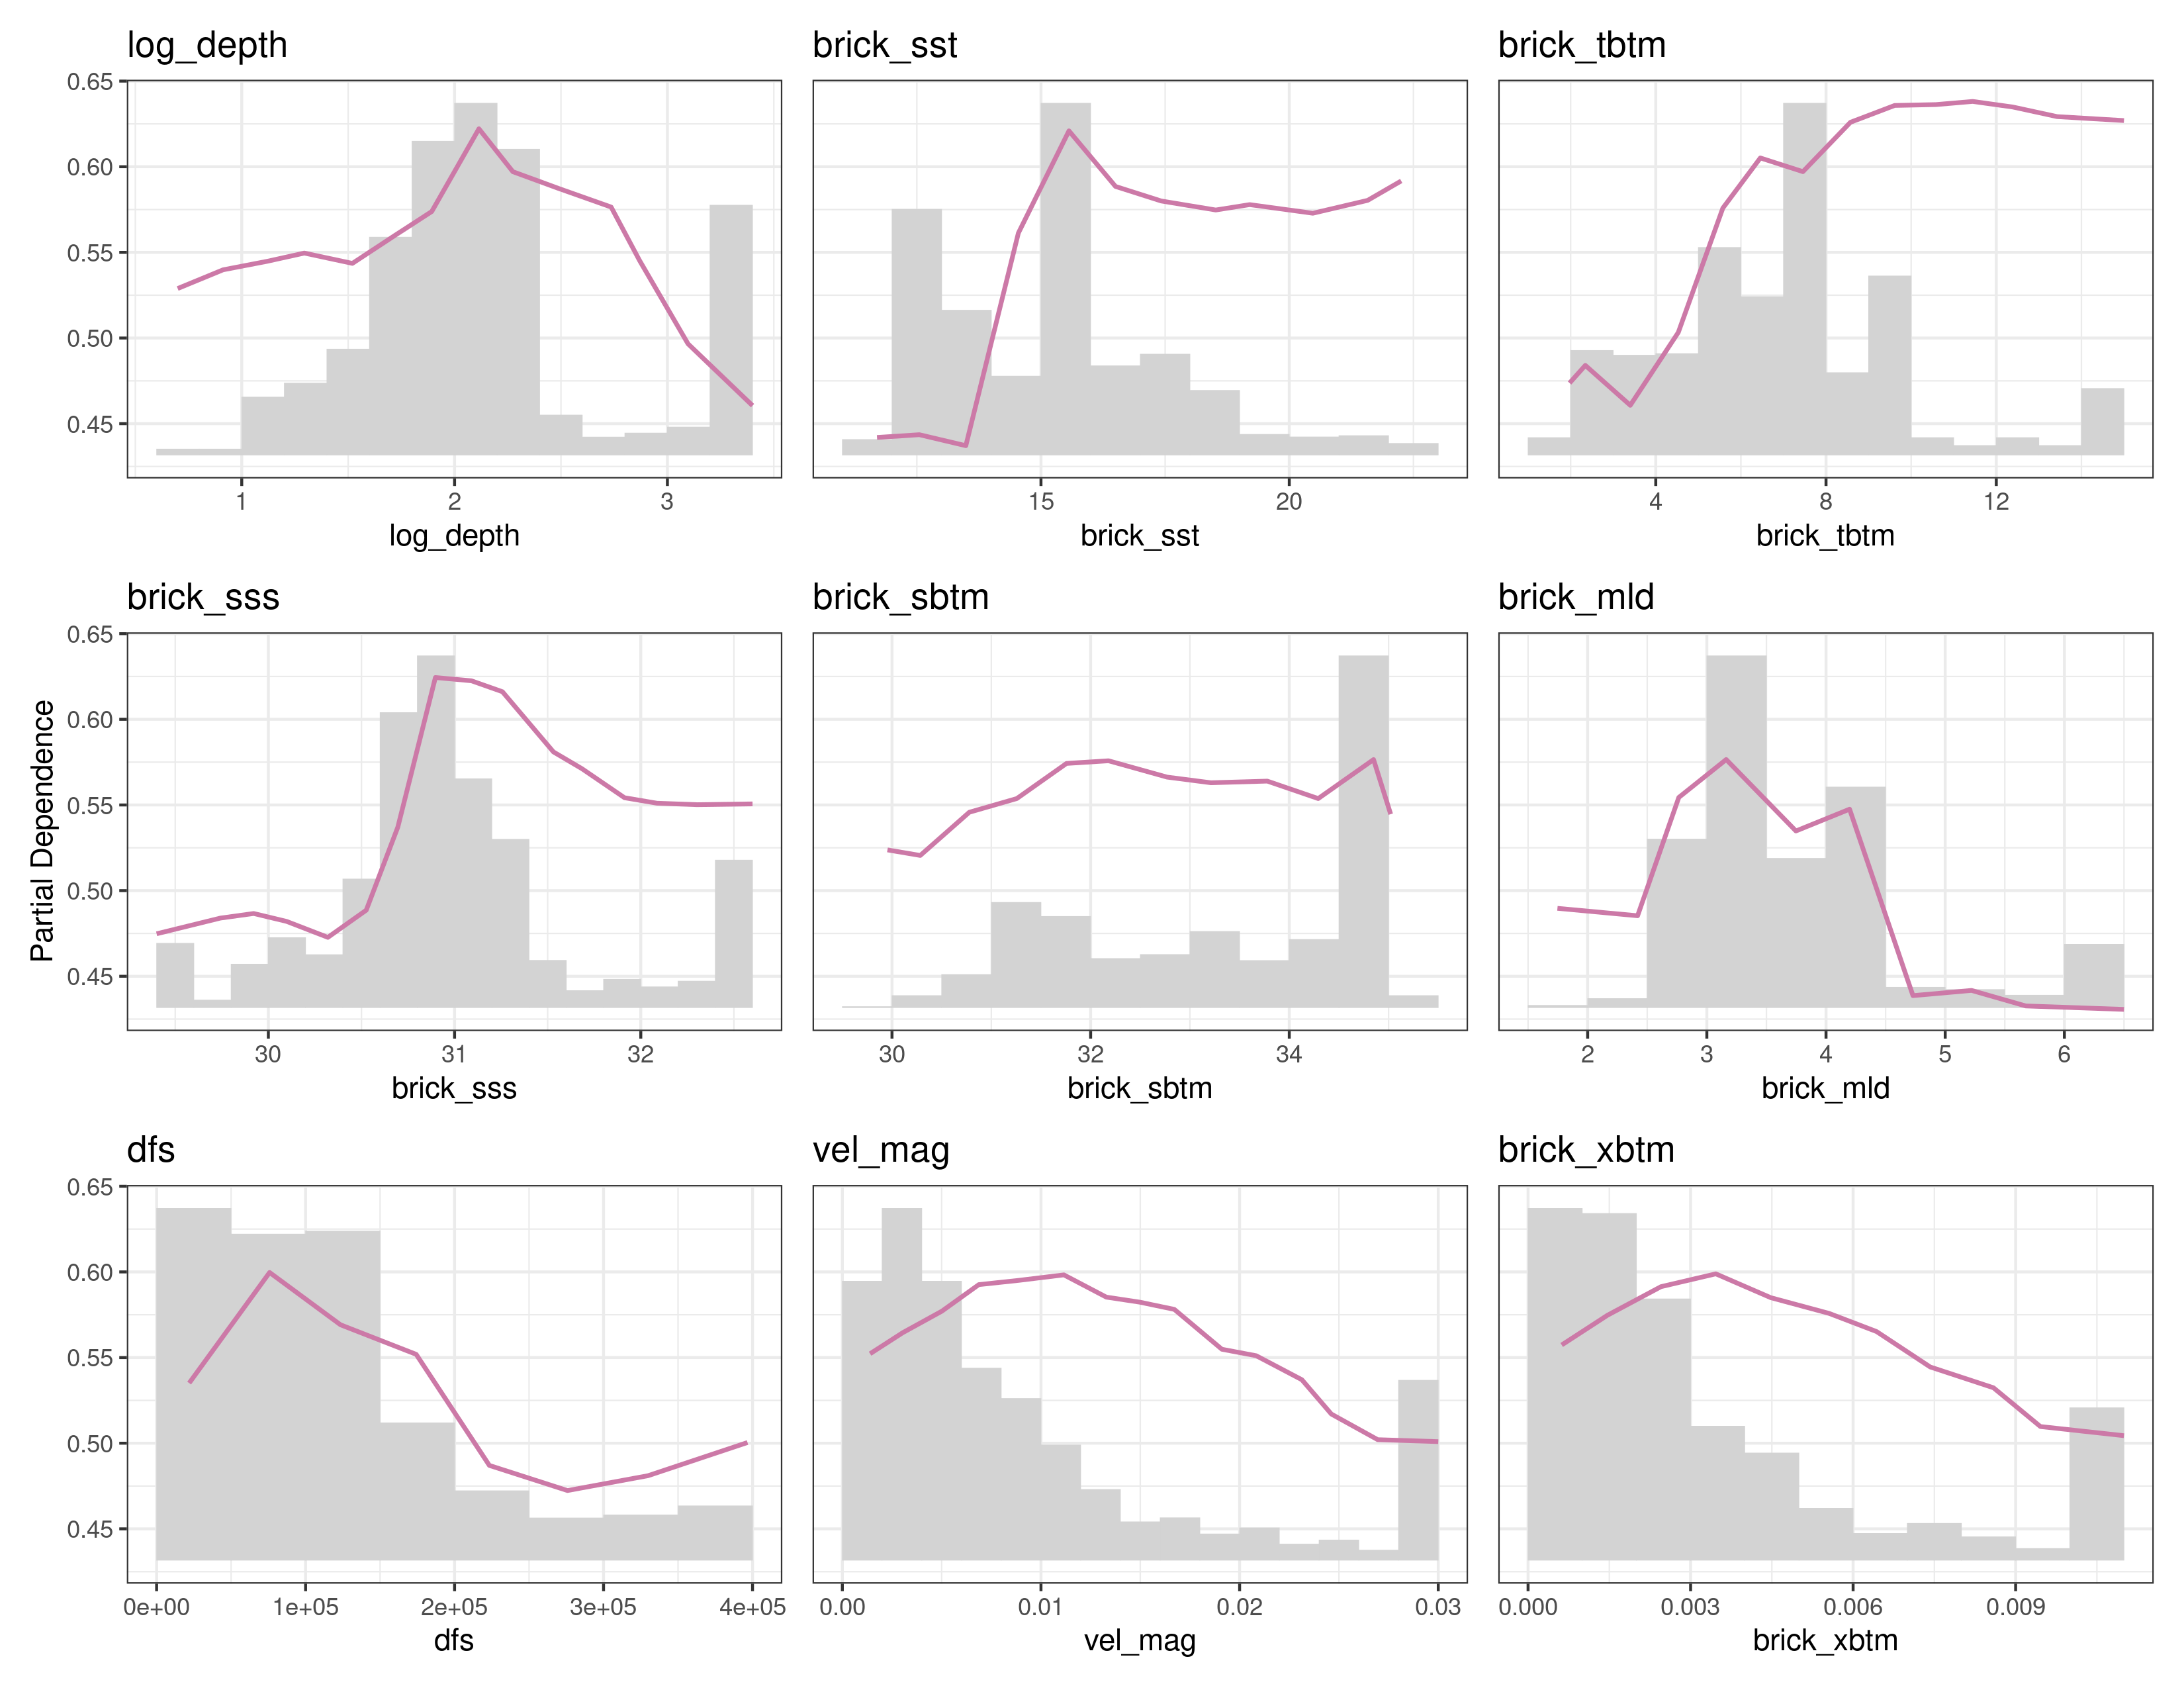 log_depth
brick_sst
brick_tbtm
0.65
0.60
0.55
0.50
0.45
1 2 3
15 20
4 8 12
log_depth
brick_sst
brick_tbtm
brick_sss
brick_sbtm
brick_mld
Partial Dependence
0.65
0.60
0.55
0.50
0.45
30 31 32
30 32 34
2 3 4 5 6
brick_sss
brick_sbtm
brick_mld
dfs
vel_mag
brick_xbtm
0.65
0.60
0.55
0.50
0.45
0e+00 1e+05 2e+05 3e+05 4e+05
0.00 0.01 0.02 0.03
0.000 0.003 0.006 0.009
dfs
vel_mag
brick_xbtm